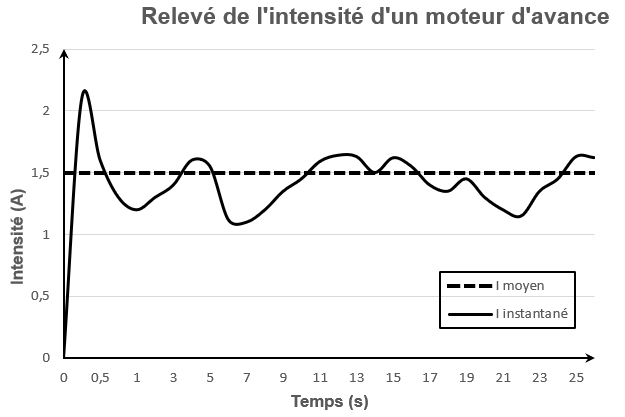 Relevé de l'intensité d'un moteur d'avance
2,5
2
1,5
1
0,5
0
Intensité (A)
I moyen
I instantané
0 0,5 1 3 5 7 9 11 13 15 17 19 21 23 25
Temps (s)